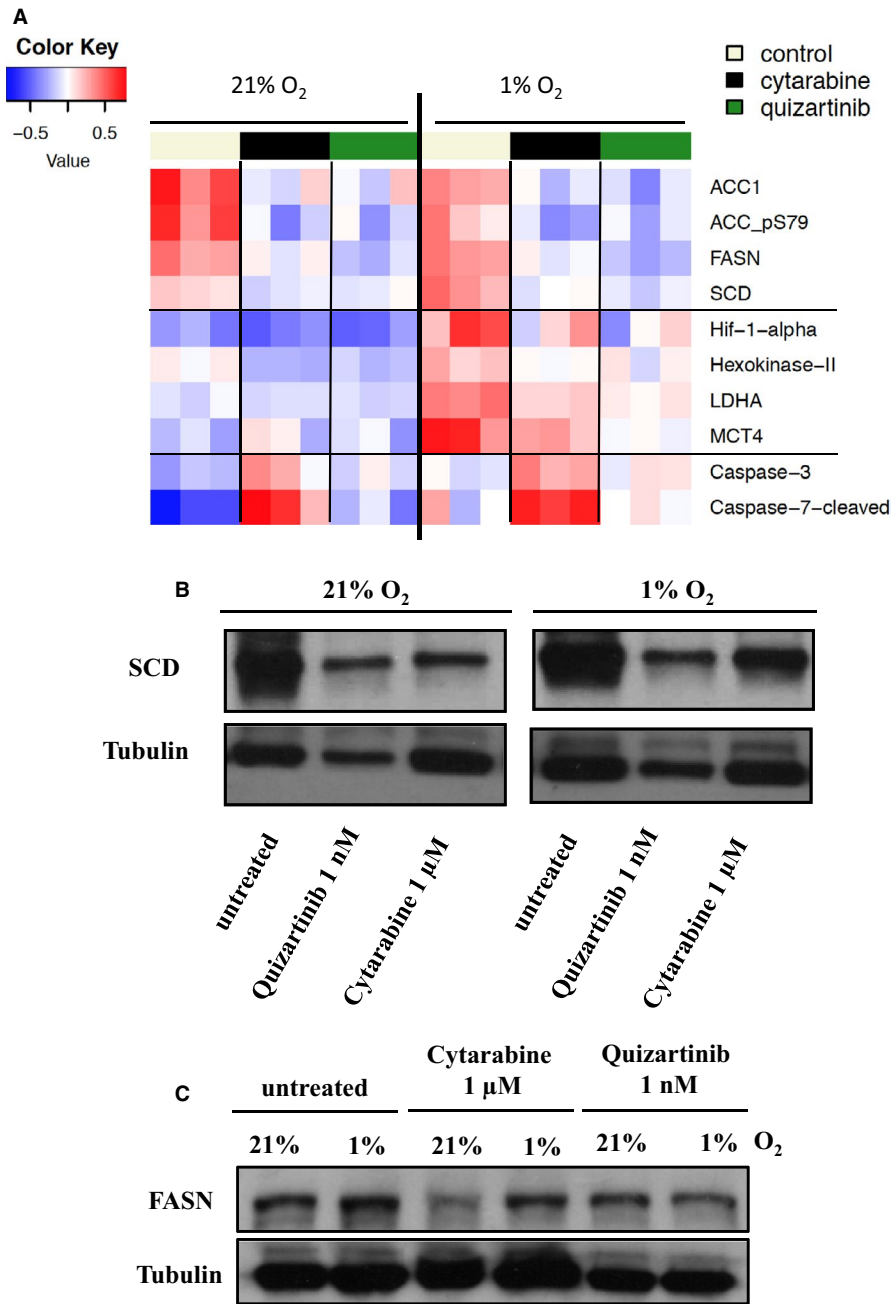 A
Color Key
−0.5 0.5
Value
21% O₂
1% O₂
control
cytarabine
quizartinib
ACC1
ACC_pS79
FASN
SCD
Hif−1−alpha
Hexokinase−II
LDHA
MCT4
Caspase−3
Caspase−7−cleaved
B
21% O₂
1% O₂
SCD
Tubulin
untreated
Quizartinib 1 nM
Cytarabine 1 µM
untreated
Quizartinib 1 nM
Cytarabine 1 µM
C
untreated
Cytarabine
1 µM
Quizartinib
1 nM
21% 1% 21% 1% 21% 1% O₂
FASN
Tubulin